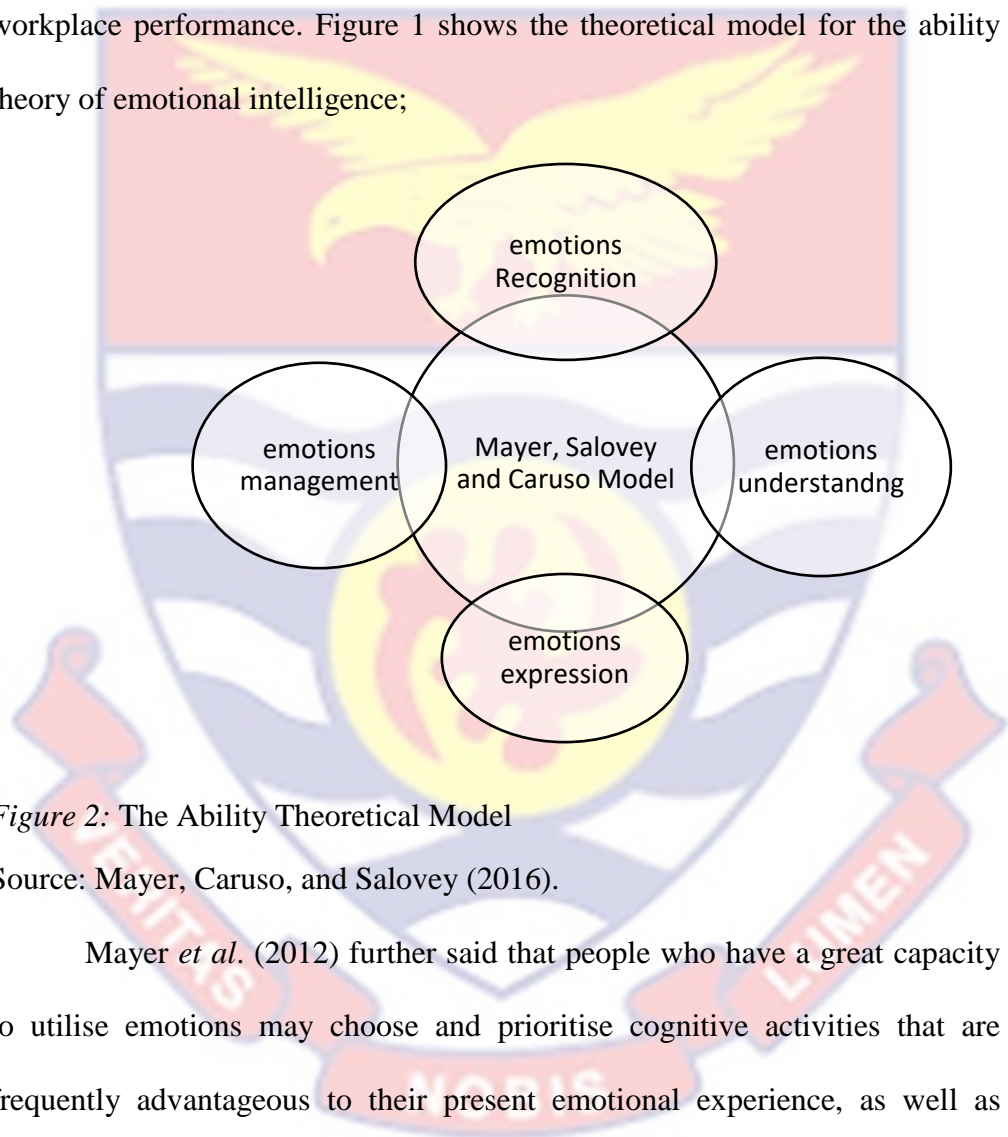 workplace performance. Figure 1 shows the theoretical model for the ability
theory of emotional intelligence;
emotions
Recognition
emotions
management
Mayer, Salovey
and Caruso Model
emotions
understandng
emotions
expression
Figure 2: The Ability Theoretical Model
Source: Mayer, Caruso, and Salovey (2016).
Mayer et al. (2012) further said that people who have a great capacity
to utilise emotions may choose and prioritise cognitive activities that are
frequently advantageous to their present emotional experience, as well as
VERITAS
NOBIS
LUMEN